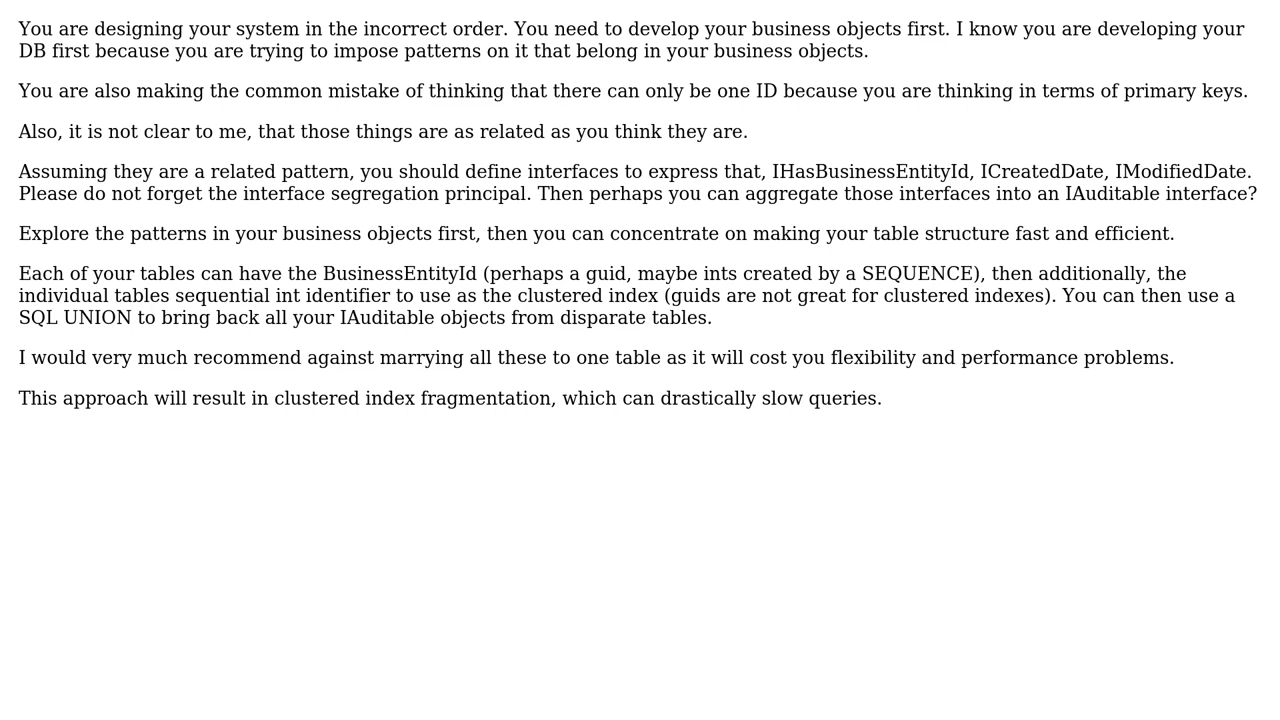 You are designing your system in the incorrect order. You need to develop your business objects first. I know you are developing your
DB first because you are trying to impose patterns on it that belong in your business objects.
You are also making the common mistake of thinking that there can only be one ID because you are thinking in terms of primary keys.
Also, it is not clear to me, that those things are as related as you think they are.
Assuming they are a related pattern, you should define interfaces to express that, IHasBusinessEntityId, ICreatedDate, IModifiedDate.
Please do not forget the interface segregation principal. Then perhaps you can aggregate those interfaces into an IAuditable interface?
Explore the patterns in your business objects first, then you can concentrate on making your table structure fast and efficient.
Each of your tables can have the BusinessEntityId (perhaps a guid, maybe ints created by a SEQUENCE), then additionally, the
individual tables sequential int identifier to use as the clustered index (guids are not great for clustered indexes). You can then use a
SQL UNION to bring back all your IAuditable objects from disparate tables.
I would very much recommend against marrying all these to one table as it will cost you flexibility and performance problems.
This approach will result in clustered index fragmentation, which can drastically slow queries.